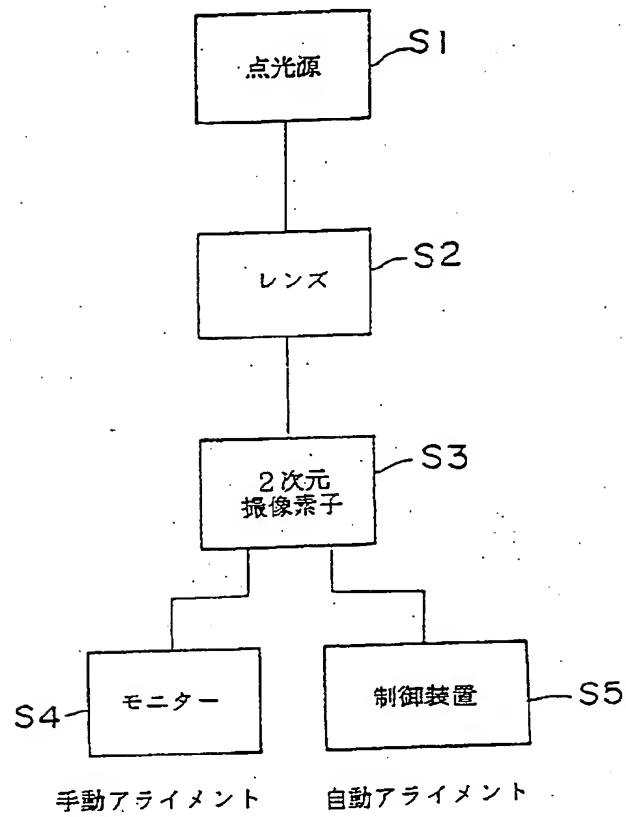 点光源
S1
レンズ
S2
2次元
撮像素子
S3
モニター
S4
制御装置
S5
手動アライメント
自動アライメント